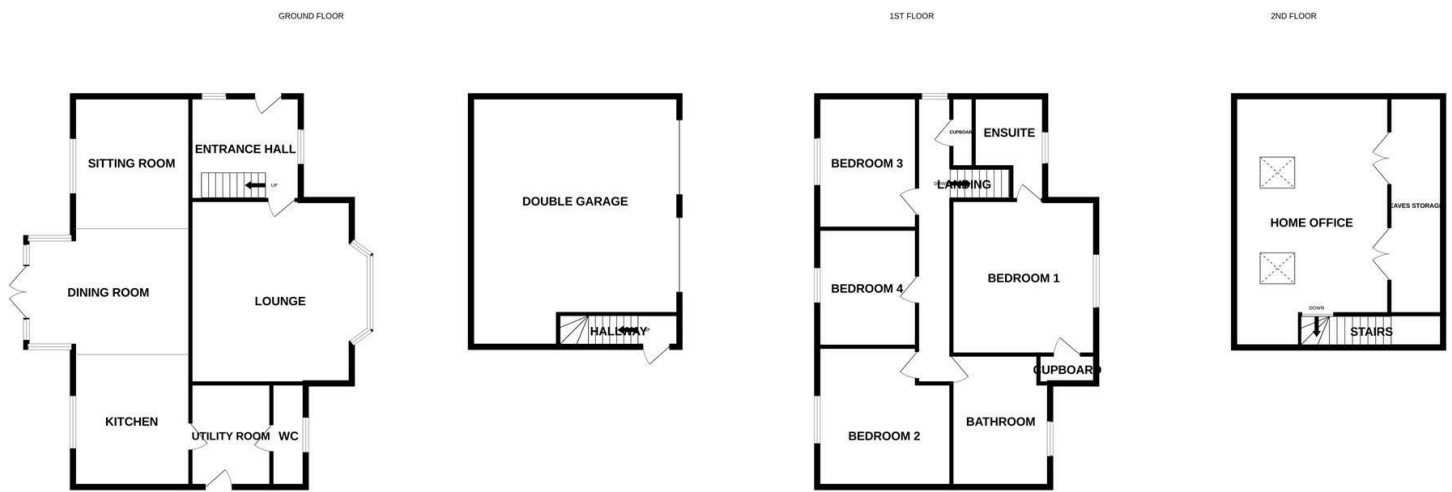 GROUND FLOOR
1ST FLOOR
2ND FLOOR
SITTING ROOM
ENTRANCE HALL
UP
DINING ROOM
LOUNGE
KITCHEN
UTILITY ROOM
WC
DOUBLE GARAGE
HALLWAY
UP
BEDROOM 3
CUPBOARD
ENSUITE
DOWN
LANDING
BEDROOM 4
BEDROOM 1
CUPBOARD
BEDROOM 2
BATHROOM
HOME OFFICE
EAVES STORAGE
DOWN
STAIRS